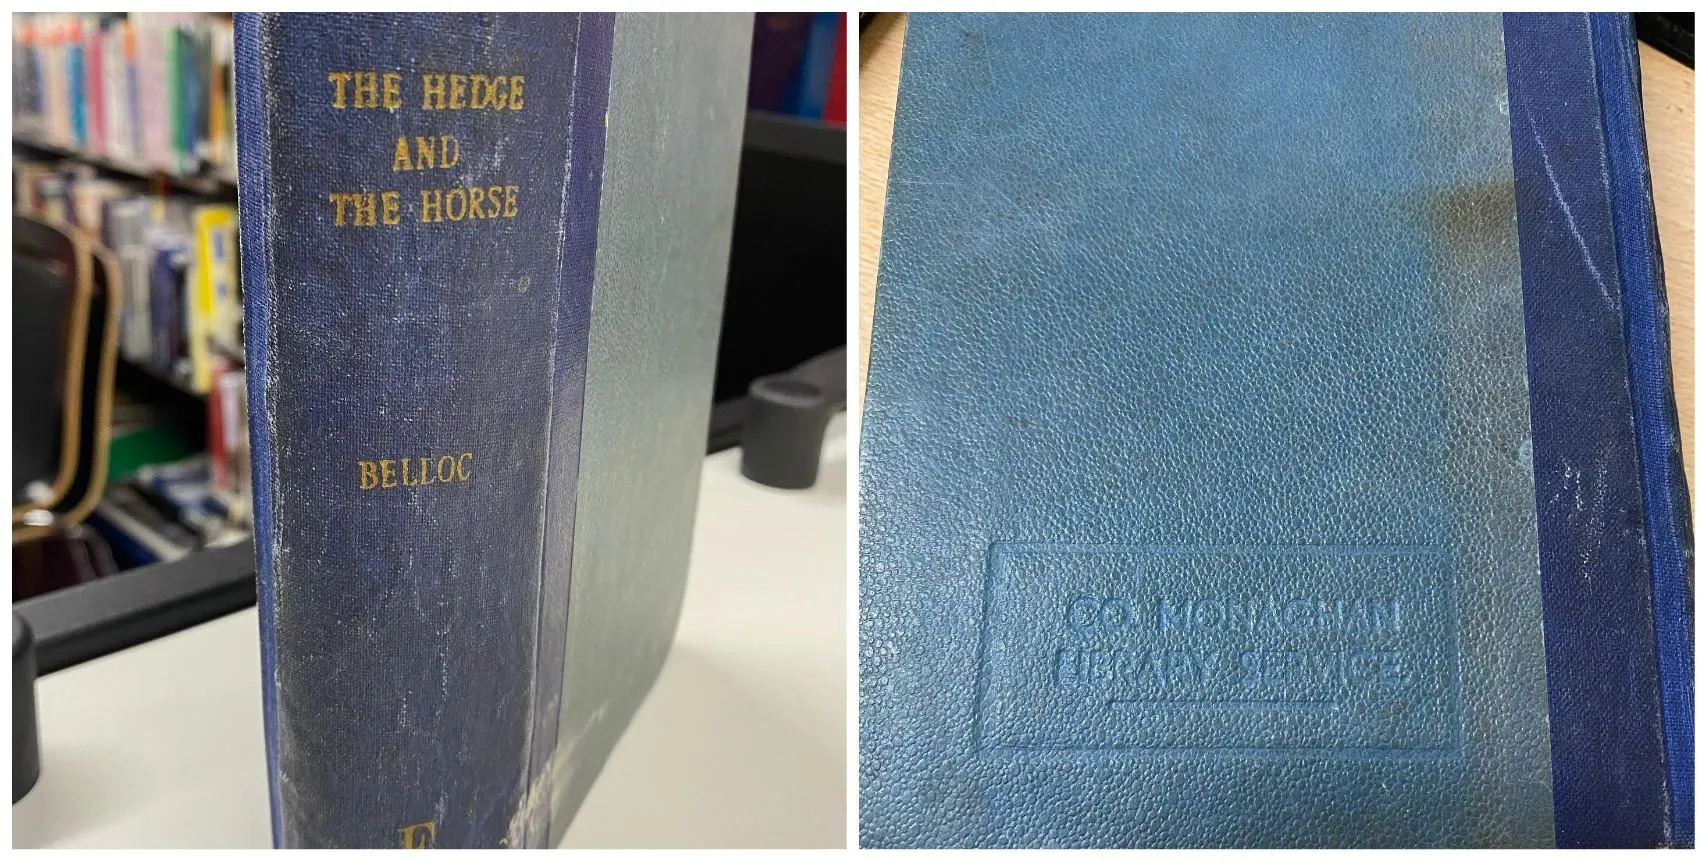 THE HEDGE
AND
THE HORSE
BELLOC
F
CO. MONAGHAN
LIBRARY SERVICE